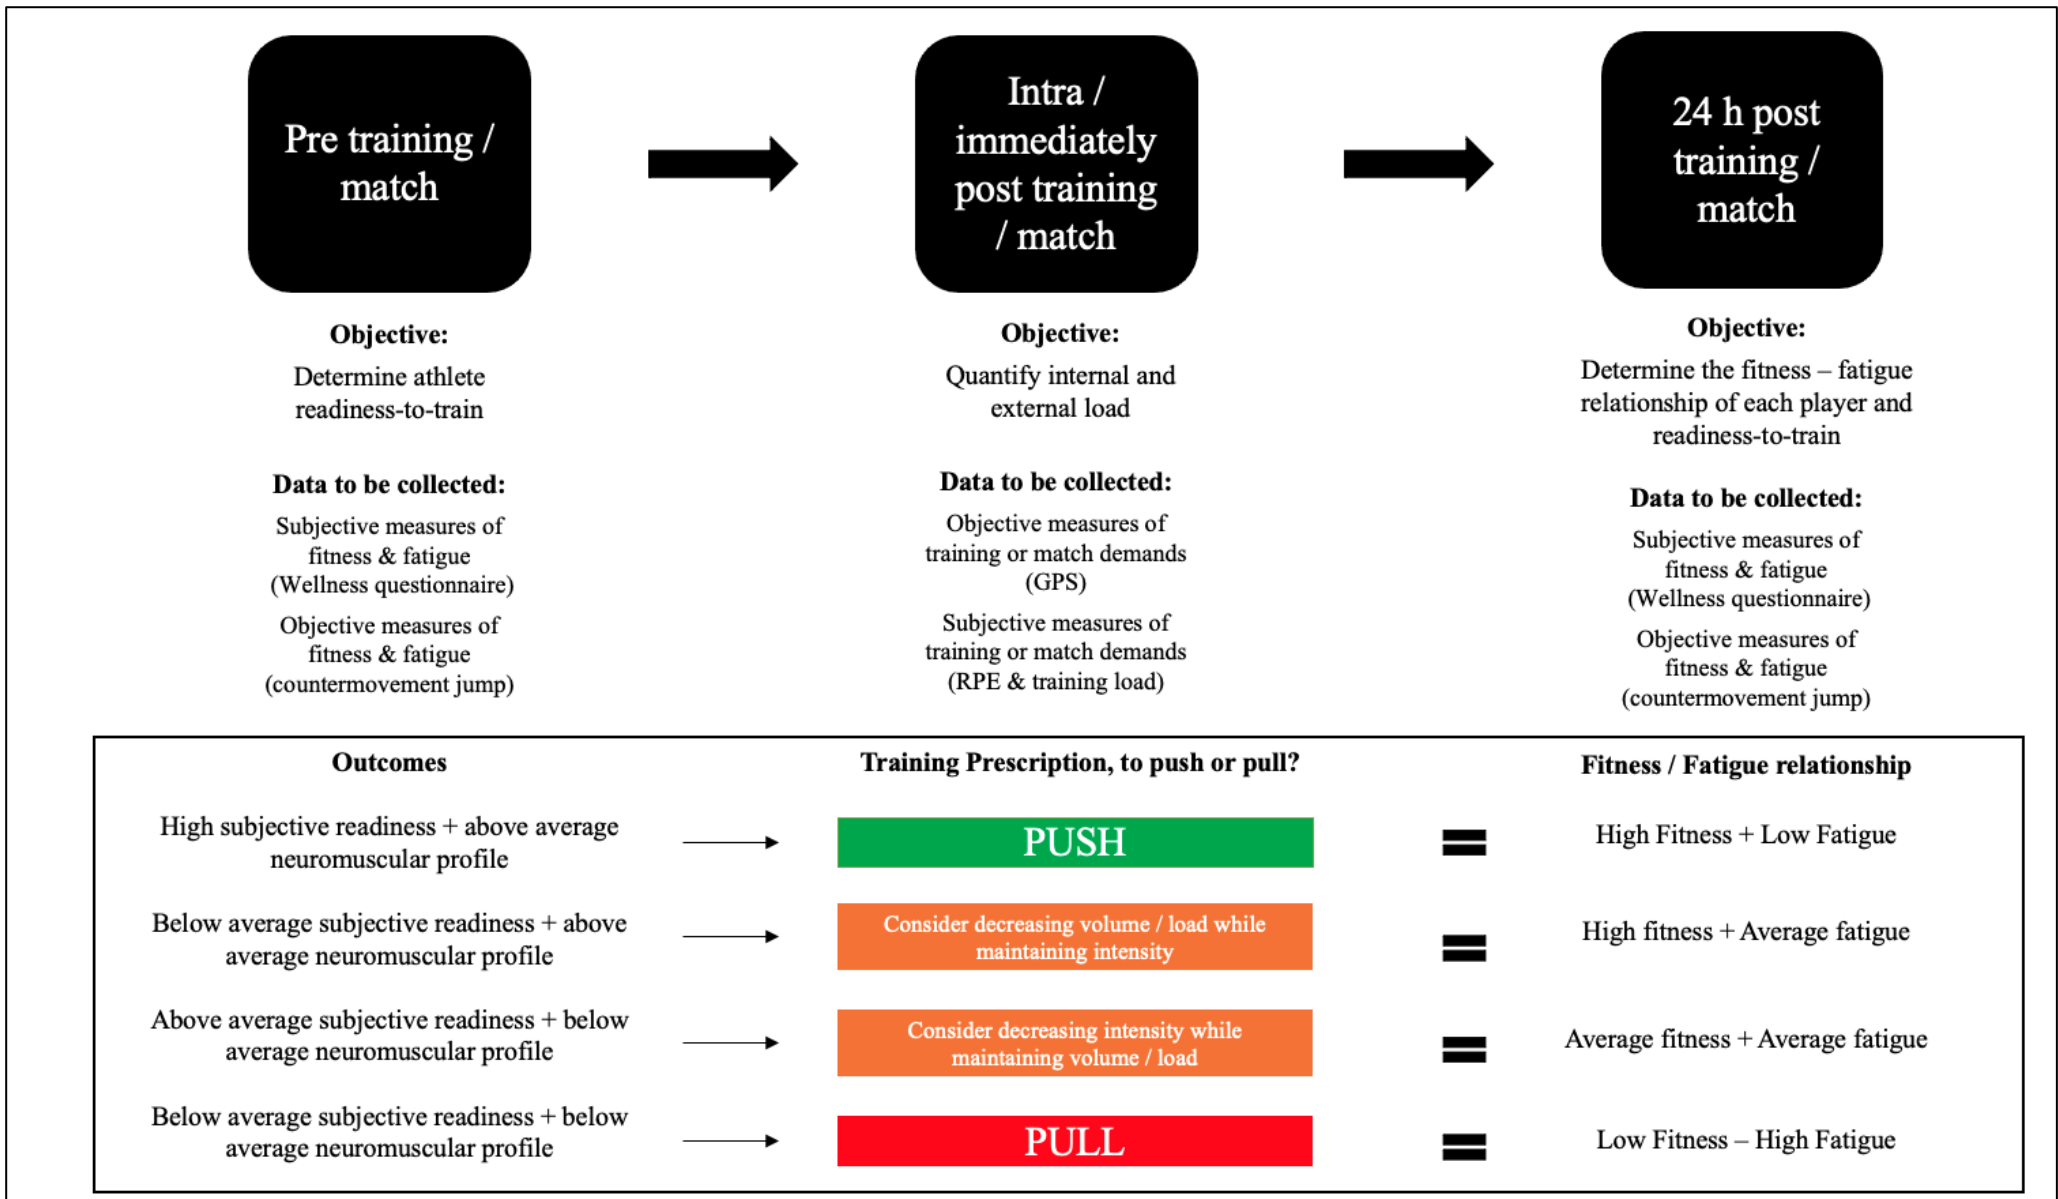 Pre training /
match
Intra /
immediately
post training
/ match
24 h post
training /
match
Objective:
Determine athlete
readiness-to-train
Data to be collected:
Subjective measures of
fitness & fatigue
(Wellness questionnaire)
Objective measures of
fitness & fatigue
(countermovement jump)
Objective:
Quantify internal and
external load
Data to be collected:
Objective measures of
training or match demands
(GPS)
Subjective measures of
training or match demands
(RPE & training load)
Objective:
Determine the fitness – fatigue
relationship of each player and
readiness-to-train
Data to be collected:
Subjective measures of
fitness & fatigue
(Wellness questionnaire)
Objective measures of
fitness & fatigue
(countermovement jump)
Outcomes
Training Prescription, to push or pull?
Fitness / Fatigue relationship
High subjective readiness + above average
neuromuscular profile
PUSH
High Fitness + Low Fatigue
Below average subjective readiness + above
average neuromuscular profile
Consider decreasing volume / load while
maintaining intensity
High fitness + Average fatigue
Above average subjective readiness + below
average neuromuscular profile
Consider decreasing intensity while
maintaining volume / load
Average fitness + Average fatigue
Below average subjective readiness + below
average neuromuscular profile
PULL
Low Fitness – High Fatigue